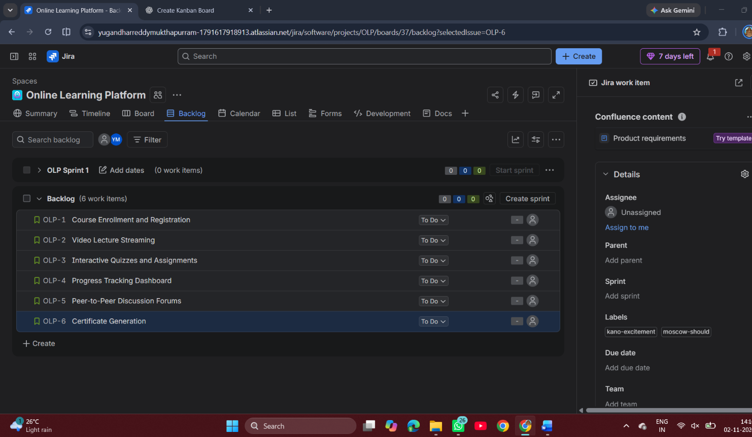 Online Learning Platform - Back
Create Kanban Board
Ask Gemini
yugandharreddymukthapurram-1791617918913.atlassian.net/jira/software/projects/OLP/boards/37/backlog?selectedIssue=OLP-6
Jira
Search
Create
7 days left
1
Spaces
Online Learning Platform
Summary
Timeline
Board
Backlog
Calendar
List
Forms
Development
Docs
Search backlog
YM
Filter
OLP Sprint 1
Add dates
(0 work items)
0 0 0
Start sprint
Backlog
(6 work items)
0 0 0
Create sprint
OLP-1 Course Enrollment and Registration To Do -
OLP-2 Video Lecture Streaming To Do -
OLP-3 Interactive Quizzes and Assignments To Do -
OLP-4 Progress Tracking Dashboard To Do -
OLP-5 Peer-to-Peer Discussion Forums To Do -
OLP-6 Certificate Generation To Do -
Create
Jira work item
Confluence content
Product requirements
Try template
Details
Assignee
Unassigned
Assign to me
Parent
Add parent
Sprint
Add sprint
Labels
kano-excitement
moscow-should
Due date
Add due date
Team
Add team
26°C
Light rain
Search
ENG
IN
02-11-202